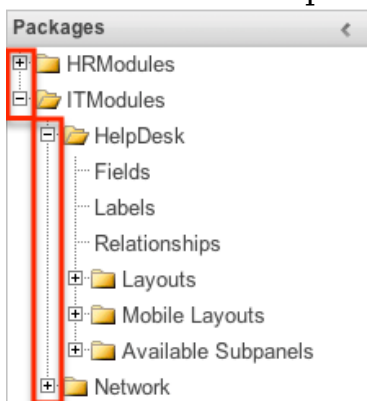 Packages
HRModules
ITModules
HelpDesk
Fields
Labels
Relationships
Layouts
Mobile Layouts
Available Subpanels
Network